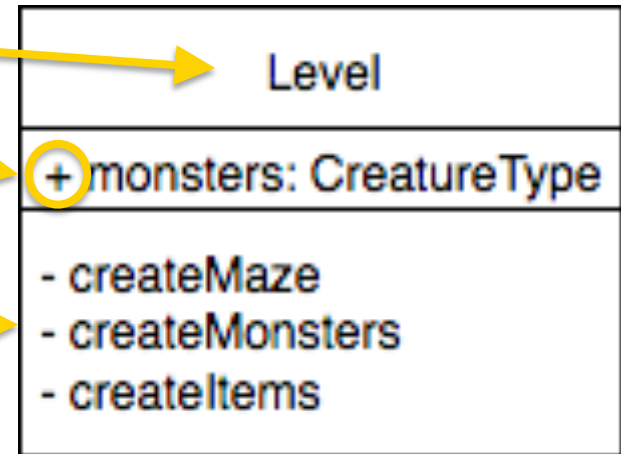 Level
+ monsters: CreatureType
- createMaze
- createMonsters
- createItems